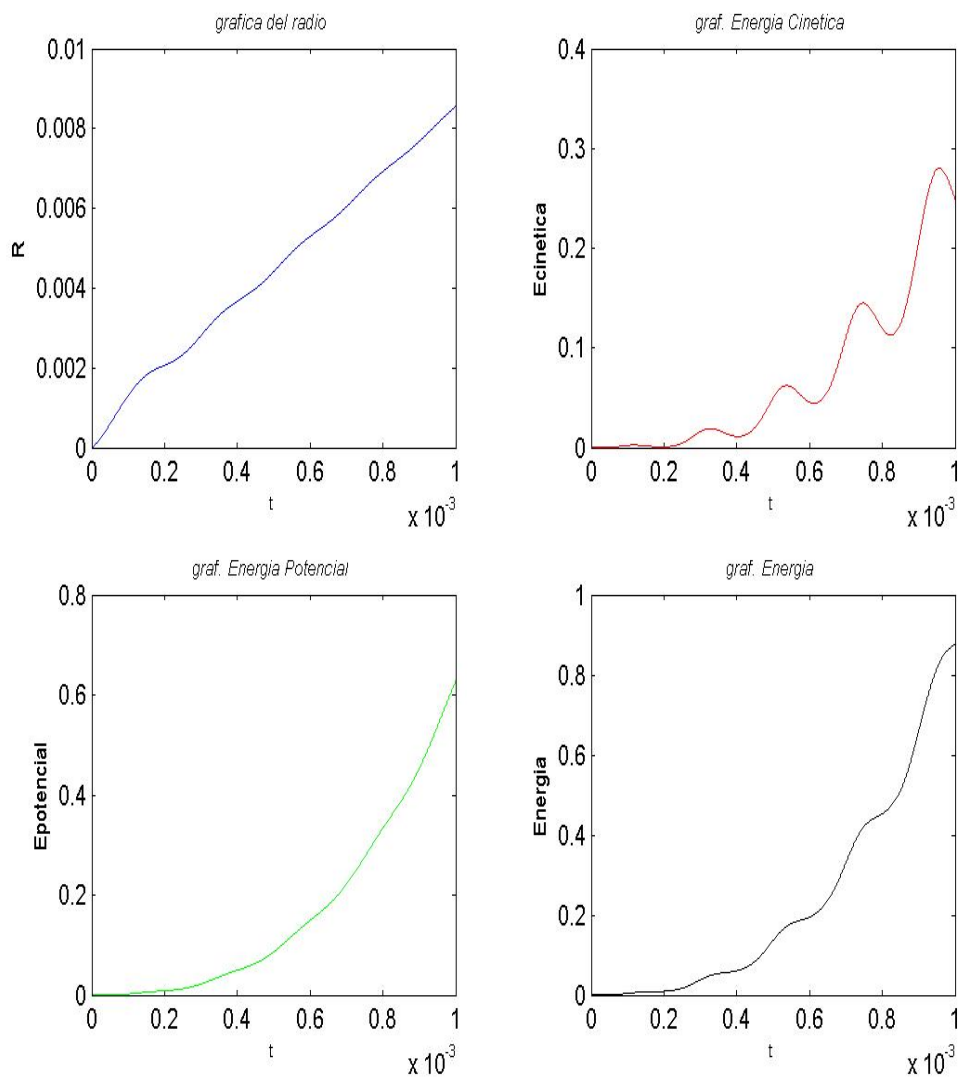 grafica del radio
0.01
0.008
0.006
0.004
0.002
0
R
0 0.2 0.4 0.6 0.8 1
t
x 10-3
graf. Energia Cinetica
0.4
0.3
0.2
0.1
0
Ecinetica
0 0.2 0.4 0.6 0.8 1
t
x 10-3
graf. Energia Potencial
0.8
0.6
0.4
0.2
0
Epotencial
0 0.2 0.4 0.6 0.8 1
t
x 10-3
graf. Energia
1
0.8
0.6
0.4
0.2
0
Energia
0 0.2 0.4 0.6 0.8 1
t
x 10-3